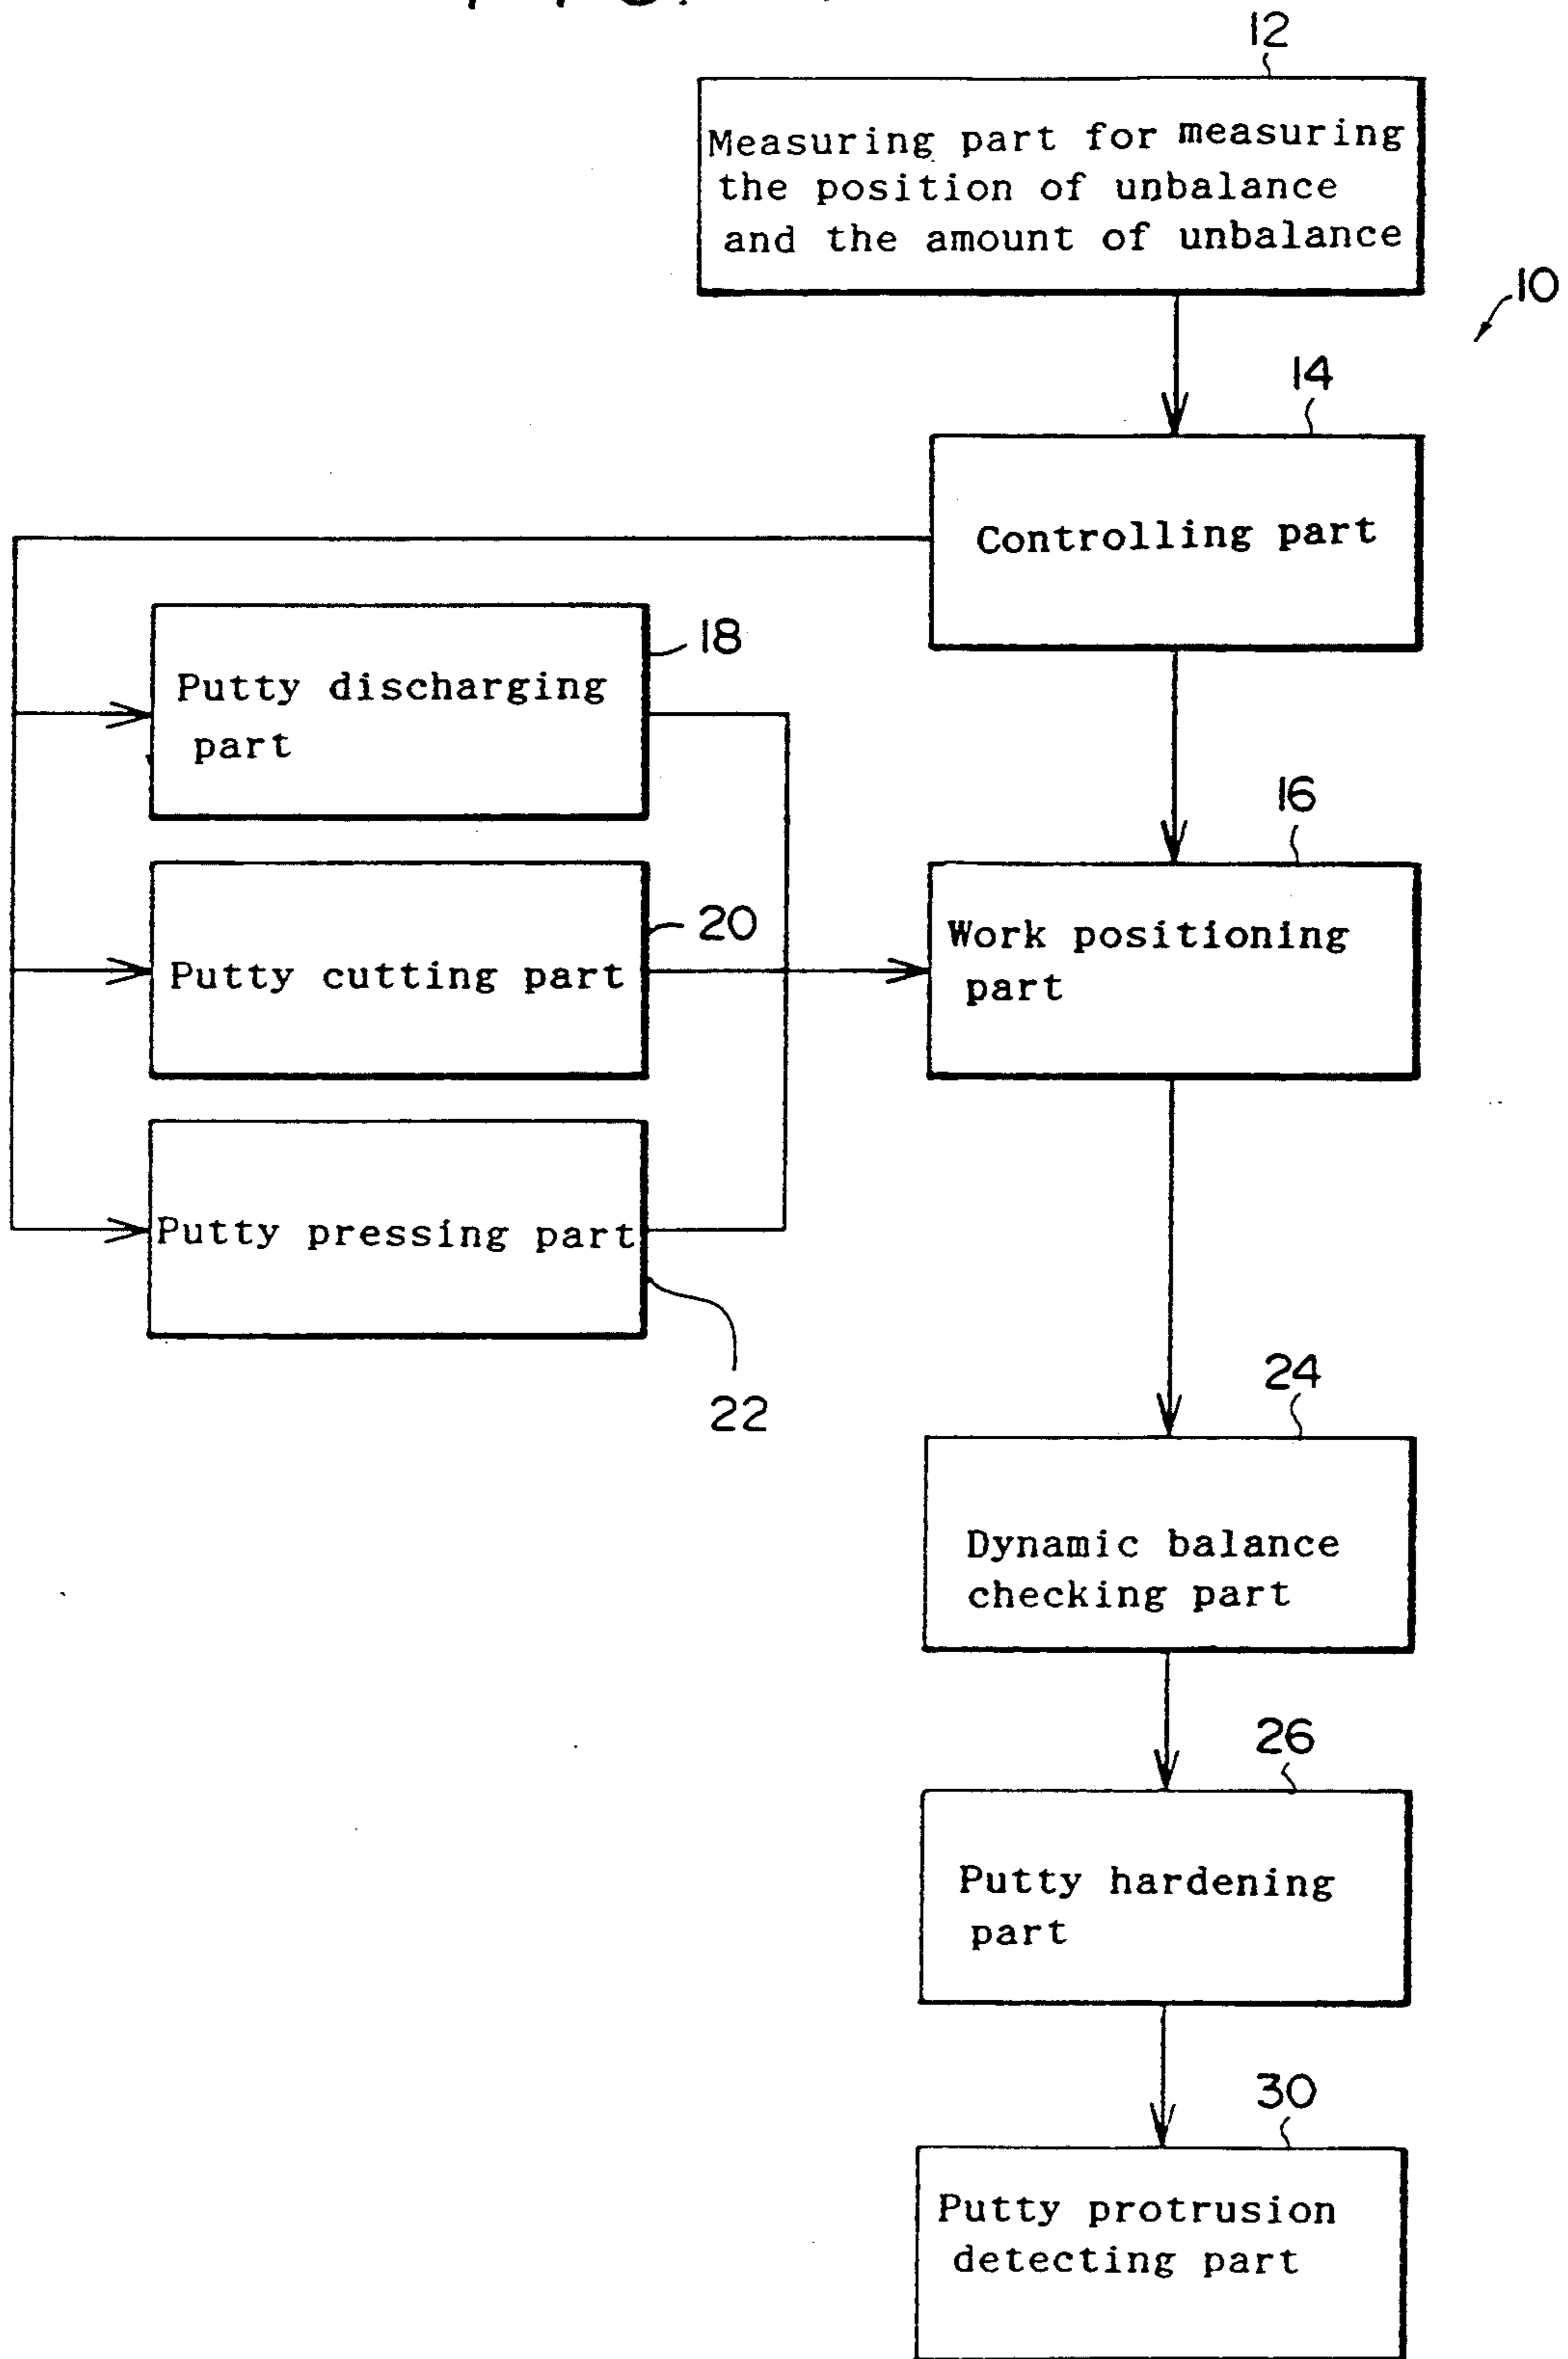 12
Measuring part for measuring
the position of unbalance
and the amount of unbalance
10
14
Controlling part
18
Putty discharging
part
16
20
Work positioning
part
Putty cutting part
Putty pressing part
22
24
Dynamic balance
checking part
26
Putty hardening
part
30
Putty protrusion
detecting part